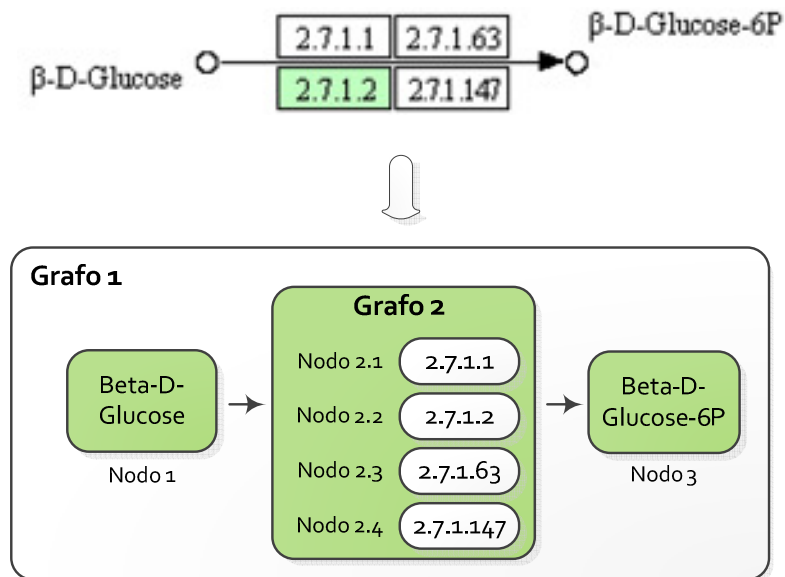 β-D-Glucose
2.7.1.1 2.7.1.63
2.7.1.2 2.7.1.147
β-D-Glucose-6P
Grafo 1
Grafo 2
Beta-D-
Glucose
Nodo 1
Nodo 2.1 2.7.1.1
Nodo 2.2 2.7.1.2
Nodo 2.3 2.7.1.63
Nodo 2.4 2.7.1.147
Beta-D-
Glucose-6P
Nodo 3